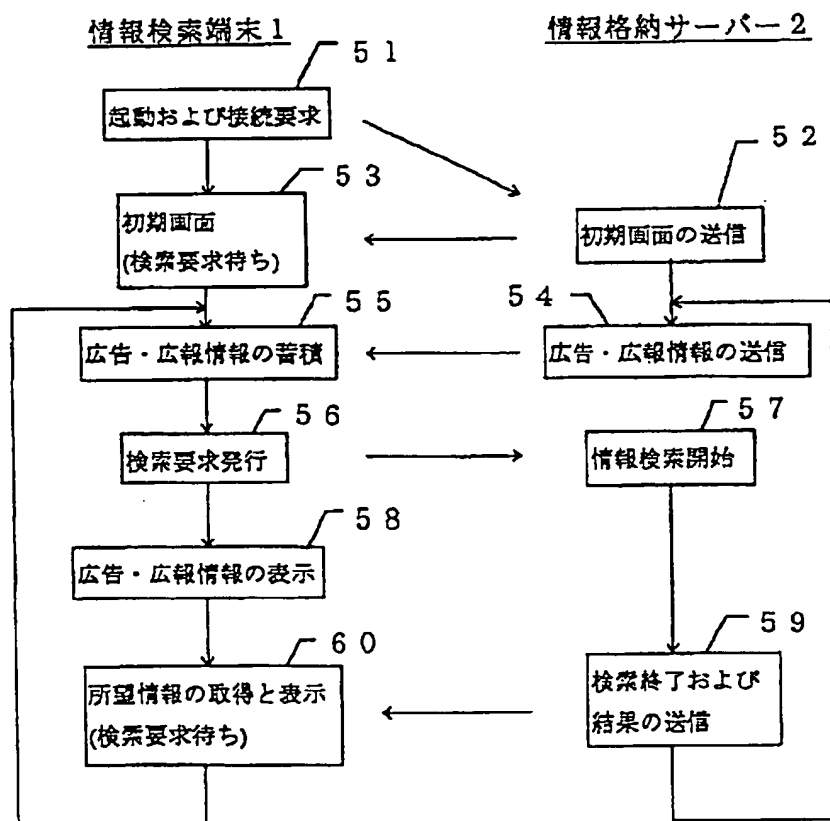 情報検索端末1
情報格納サーバー2
51
起動および接続要求
52
53
初期画面
(検索要求待ち)
初期画面の送信
55
54
広告・広報情報の蓄積
広告・広報情報の送信
56
57
検索要求発行
情報検索開始
58
広告・広報情報の表示
59
60
所望情報の取得と表示
(検索要求待ち)
検索終了および
結果の送信